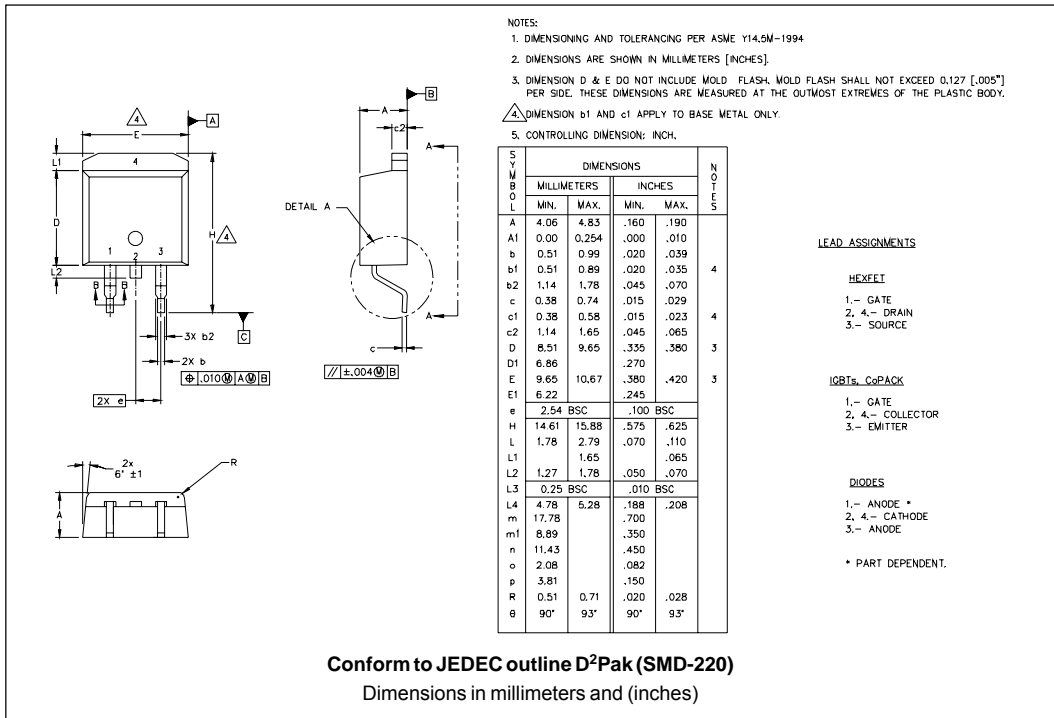 NOTES:
1. DIMENSIONING AND TOLERANCING PER ASME Y14.5M-1994
2. DIMENSIONS ARE SHOWN IN MILLIMETERS [INCHES].
3. DIMENSION D & E DO NOT INCLUDE MOLD FLASH. MOLD FLASH SHALL NOT EXCEED 0.127 [.005"]
PER SIDE. THESE DIMENSIONS ARE MEASURED AT THE OUTMOST EXTREMES OF THE PLASTIC BODY.
4. DIMENSION b1 AND c1 APPLY TO BASE METAL ONLY.
5. CONTROLLING DIMENSION: INCH.
4
E
A
L1
4
D
H
4
1 2 3
L2
B B
C
3X b2
2X b
⌖ .010 Ⓜ A Ⓜ B
2X e
A
B
c2
A
DETAIL A
A
c
// ±.004 Ⓜ B
2x
6° ±1
R
A
SYMBOL DIMENSIONS NOTES
MILLIMETERS INCHES
MIN. MAX. MIN. MAX.
A 4.06 4.83 .160 .190
A1 0.00 0.254 .000 .010
b 0.51 0.99 .020 .039
b1 0.51 0.89 .020 .035 4
b2 1.14 1.78 .045 .070
c 0.38 0.74 .015 .029
c1 0.38 0.58 .015 .023 4
c2 1.14 1.65 .045 .065
D 8.51 9.65 .335 .380 3
D1 6.86 .270
E 9.65 10.67 .380 .420 3
E1 6.22 .245
e 2.54 BSC .100 BSC
H 14.61 15.88 .575 .625
L 1.78 2.79 .070 .110
L1 1.65 .065
L2 1.27 1.78 .050 .070
L3 0.25 BSC .010 BSC
L4 4.78 5.28 .188 .208
m 17.78 .700
m1 8.89 .350
n 11.43 .450
o 2.08 .082
p 3.81 .150
R 0.51 0.71 .020 .028
θ 90° 93° 90° 93°
LEAD ASSIGNMENTS
HEXFET
1.- GATE
2, 4.- DRAIN
3.- SOURCE
IGBTs, CoPACK
1.- GATE
2, 4.- COLLECTOR
3.- EMITTER
DIODES
1.- ANODE *
2, 4.- CATHODE
3.- ANODE
* PART DEPENDENT.
Conform to JEDEC outline D²Pak (SMD-220)
Dimensions in millimeters and (inches)